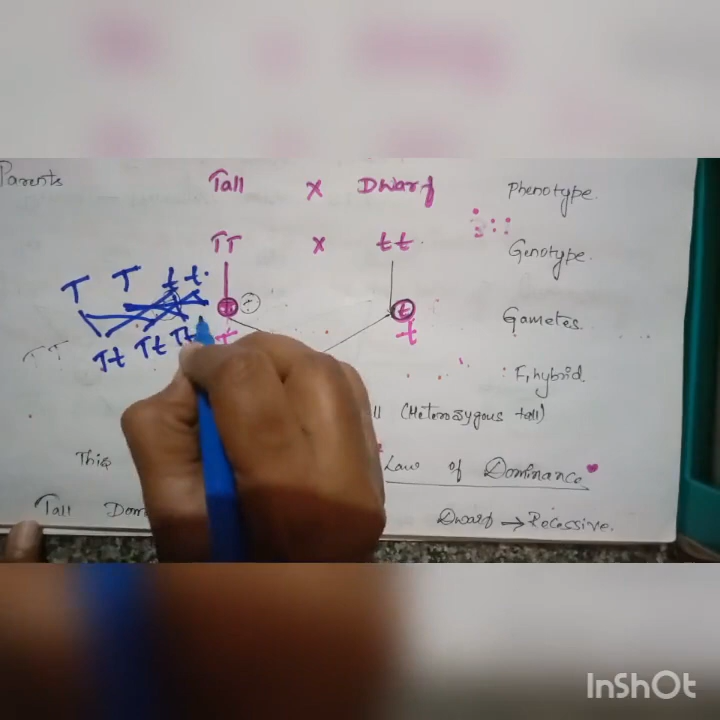 Parents Tall x Dwarf Phenotype.
TT x tt. Genotype.
T T t t.
t t Gametes.
Tt Tt Tt t t
TT
F1 hybrid.
(Heterozygous tall)
This Law of Dominance
Tall Dwarf → Recessive.
InShOt